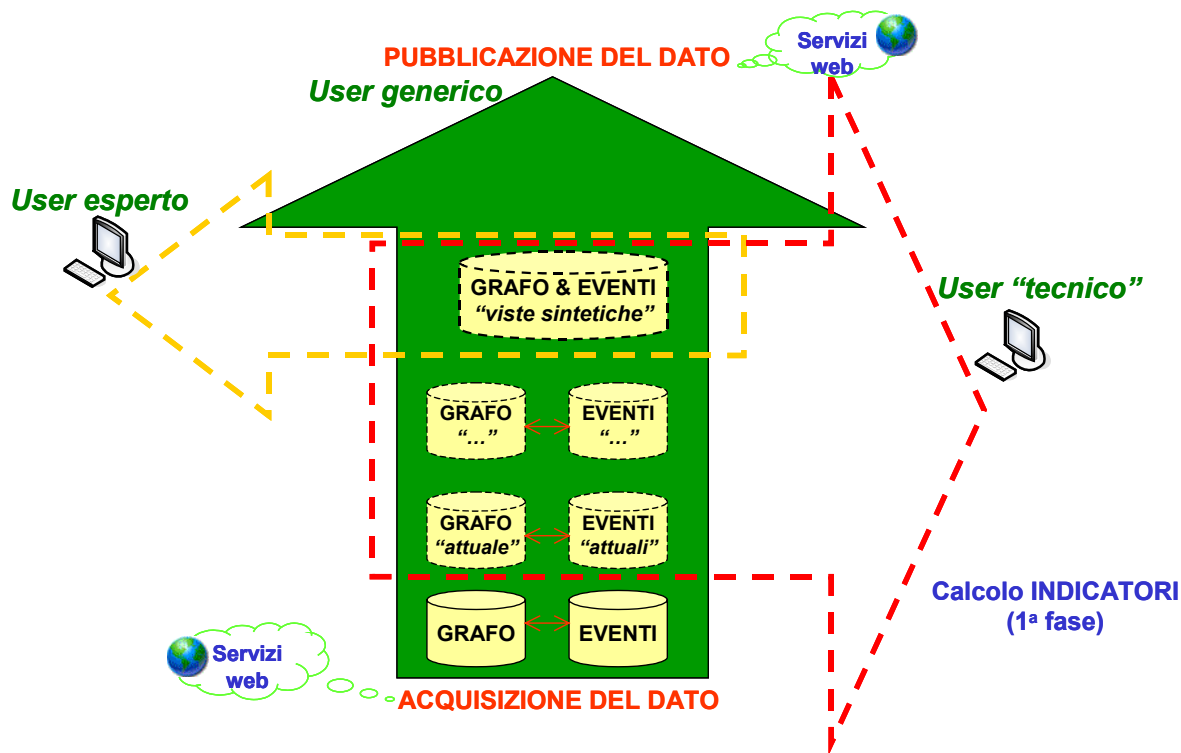 Servizi
web
PUBBLICAZIONE DEL DATO
User generico
User esperto
GRAFO & EVENTI
“viste sintetiche”
User “tecnico”
GRAFO
“…”
EVENTI
“…”
GRAFO
“attuale”
EVENTI
“attuali”
Calcolo INDICATORI
(1ª fase)
GRAFO
EVENTI
Servizi
web
ACQUISIZIONE DEL DATO